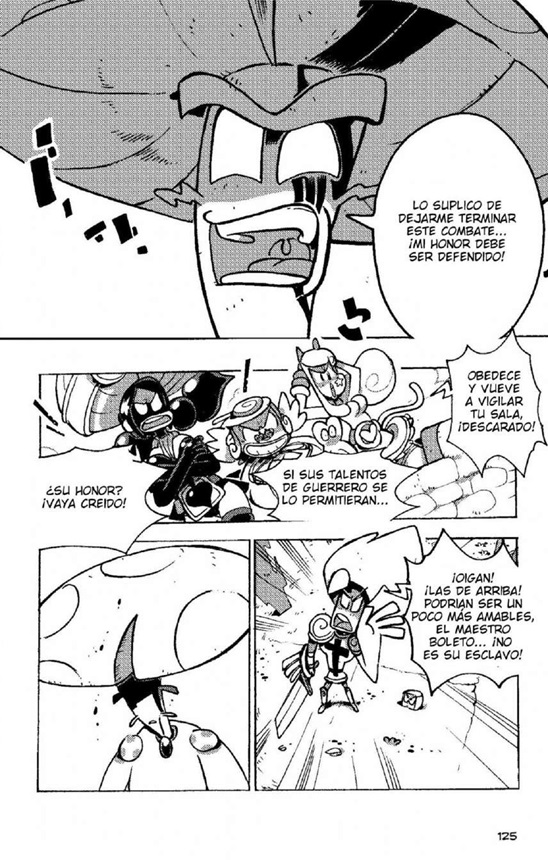 LO SUPLICO DE
DEJARME TERMINAR
ESTE COMBATE...
¡MI HONOR DEBE
SER DEFENDIDO!
OBEDECE
Y VUELVE
A VIGILAR
TU SALA,
¡DESCARADO!
¿SU HONOR?
¡VAYA CREIDO!
SI SUS TALENTOS
DE GUERRERO SE
LO PERMITIERAN...
¡OIGAN!
¡LAS DE ARRIBA!
PODRIAN SER UN
POCO MÁS AMABLES,
EL MAESTRO
BOLETO... ¡NO
ES SU ESCLAVO!
125